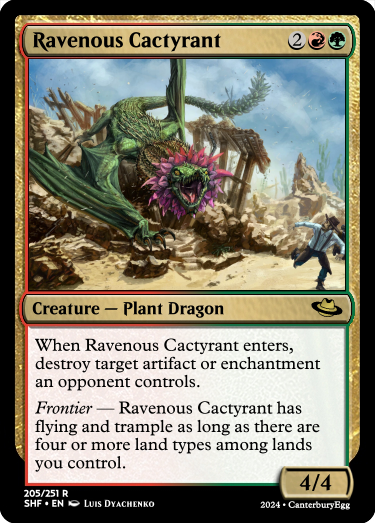 Ravenous Cactyrant 2
Creature — Plant Dragon
When Ravenous Cactyrant enters,
destroy target artifact or enchantment
an opponent controls.
Frontier — Ravenous Cactyrant has
flying and trample as long as there are
four or more land types among lands
you control.
4/4
205/251 R
SHF • EN Luis Dyachenko
2024 • CanterburyEgg